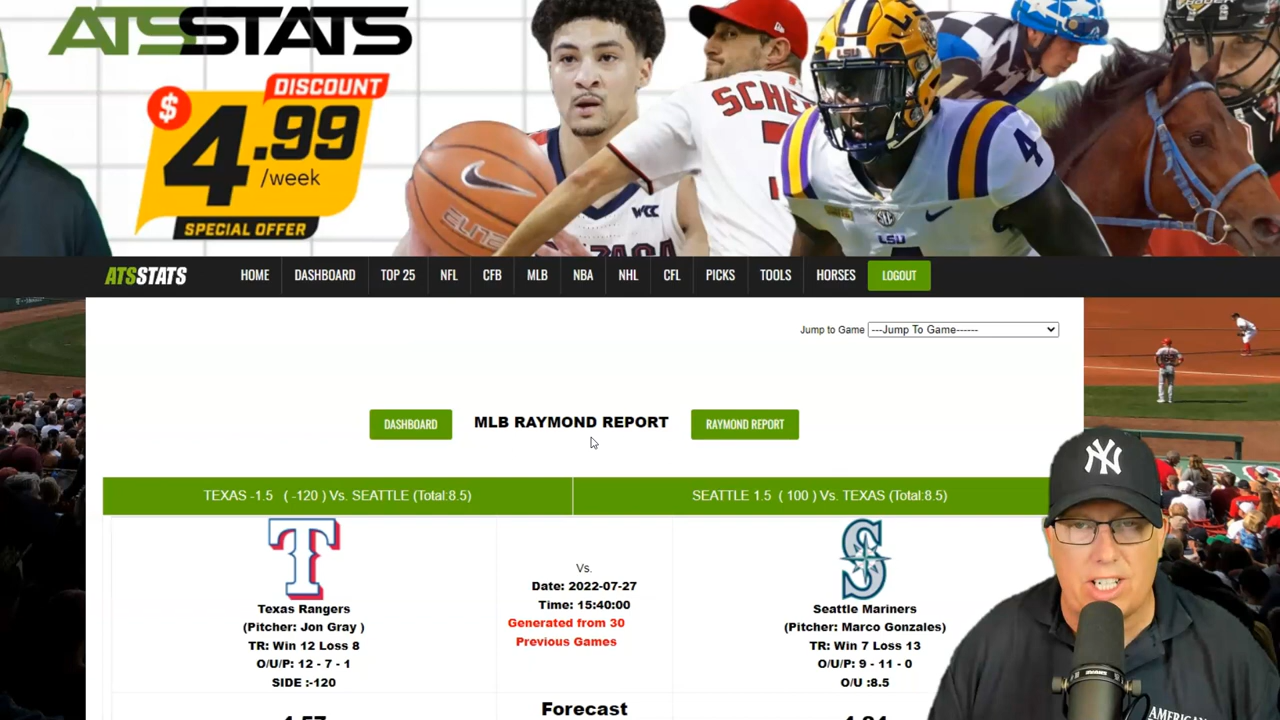 ATSSTATS
DISCOUNT
$ 4.99
/week
SPECIAL OFFER
SCHE
WCC
ELITE
LSU
SEC
LSU
4
ATSSTATS HOME DASHBOARD TOP 25 NFL CFB MLB NBA NHL CFL PICKS TOOLS HORSES LOGOUT
Jump to Game ---Jump To Game------
DASHBOARD MLB RAYMOND REPORT RAYMOND REPORT
TEXAS -1.5 ( -120 ) Vs. SEATTLE (Total:8.5) SEATTLE 1.5 ( 100 ) Vs. TEXAS (Total:8.5)
T
S
Vs.
Date: 2022-07-27
Time: 15:40:00
Generated from 30
Previous Games
Texas Rangers
(Pitcher: Jon Gray )
TR: Win 12 Loss 8
O/U/P: 12 - 7 - 1
SIDE :-120
Seattle Mariners
(Pitcher: Marco Gonzales)
TR: Win 7 Loss 13
O/U/P: 9 - 11 - 0
O/U :8.5
Forecast
NY